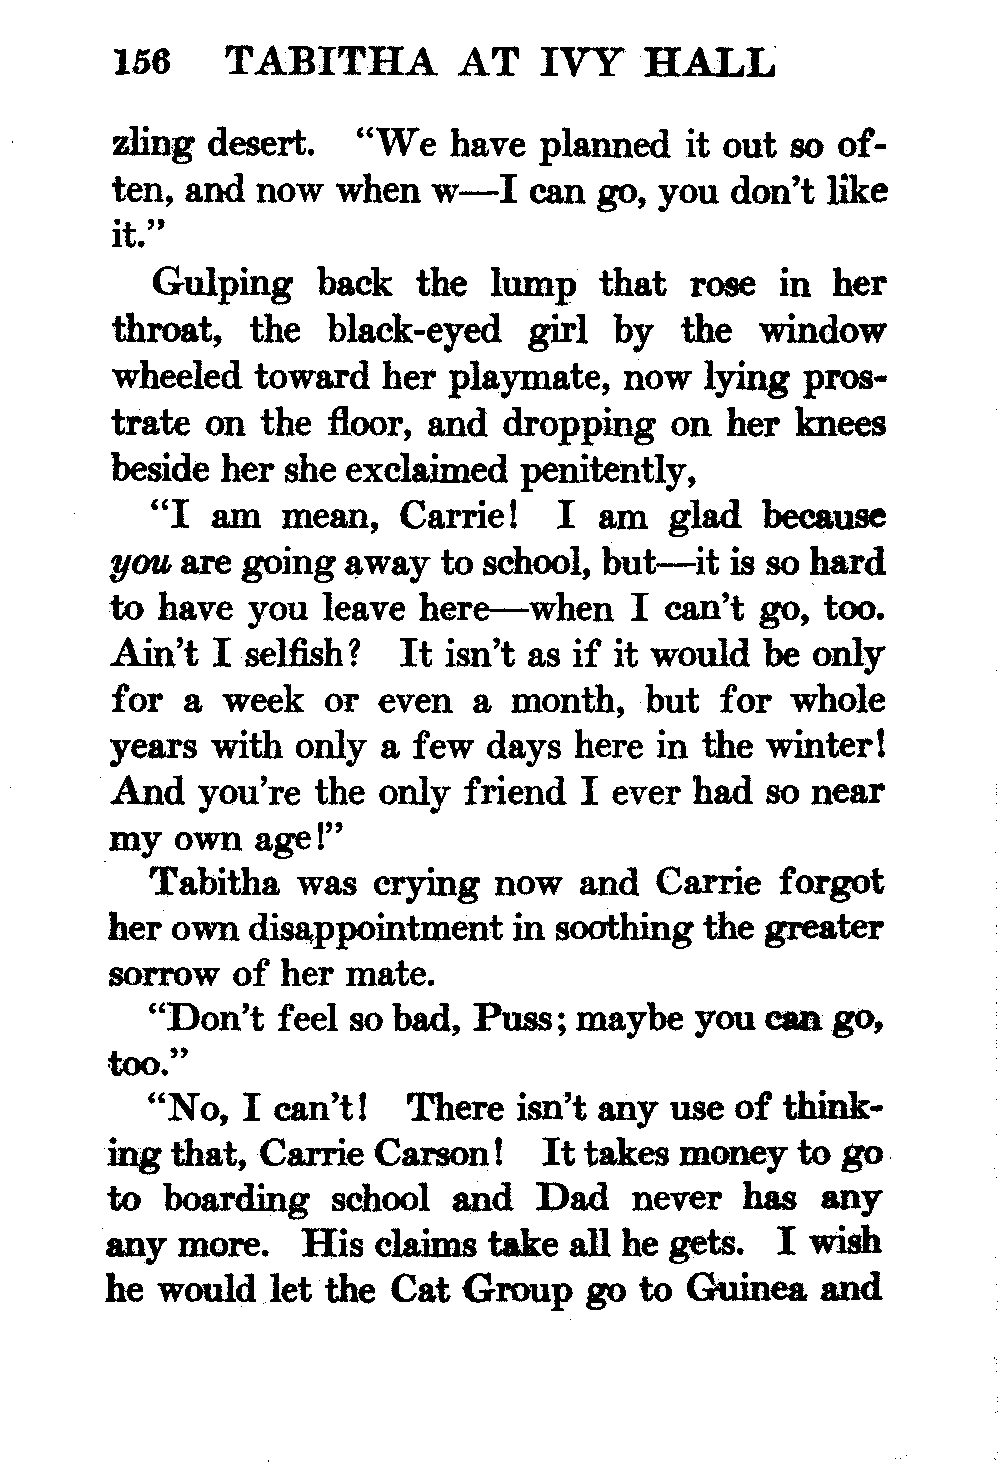 156 TABITHA AT IVY HALL
zling desert. "We have planned it out so of-
ten, and now when w—I can go, you don't like
it."
Gulping back the lump that rose in her
throat, the black-eyed girl by the window
wheeled toward her playmate, now lying pros-
trate on the floor, and dropping on her knees
beside her she exclaimed penitently,
"I am mean, Carrie! I am glad because
you are going away to school, but—it is so hard
to have you leave here—when I can't go, too.
Ain't I selfish? It isn't as if it would be only
for a week or even a month, but for whole
years with only a few days here in the winter!
And you're the only friend I ever had so near
my own age!"
Tabitha was crying now and Carrie forgot
her own disappointment in soothing the greater
sorrow of her mate.
"Don't feel so bad, Puss; maybe you can go,
too."
"No, I can't! There isn't any use of think-
ing that, Carrie Carson! It takes money to go
to boarding school and Dad never has any
any more. His claims take all he gets. I wish
he would let the Cat Group go to Guinea and